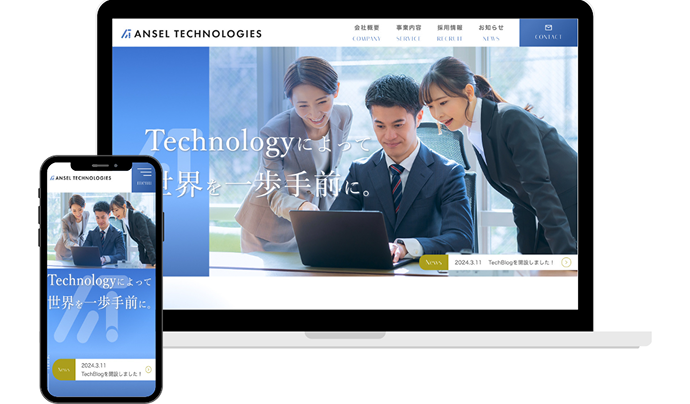 ANSEL TECHNOLOGIES
会社概要 事業内容 採用情報 お知らせ
COMPANY SERVICE RECRUIT NEWS
CONTACT
Technologyによって
世界を一歩手前に。
News 2024.3.11 TechBlogを開設しました！
ANSEL TECHNOLOGIES
Technologyによって
世界を一歩手前に。
News
2024.3.11
TechBlogを開設しました！